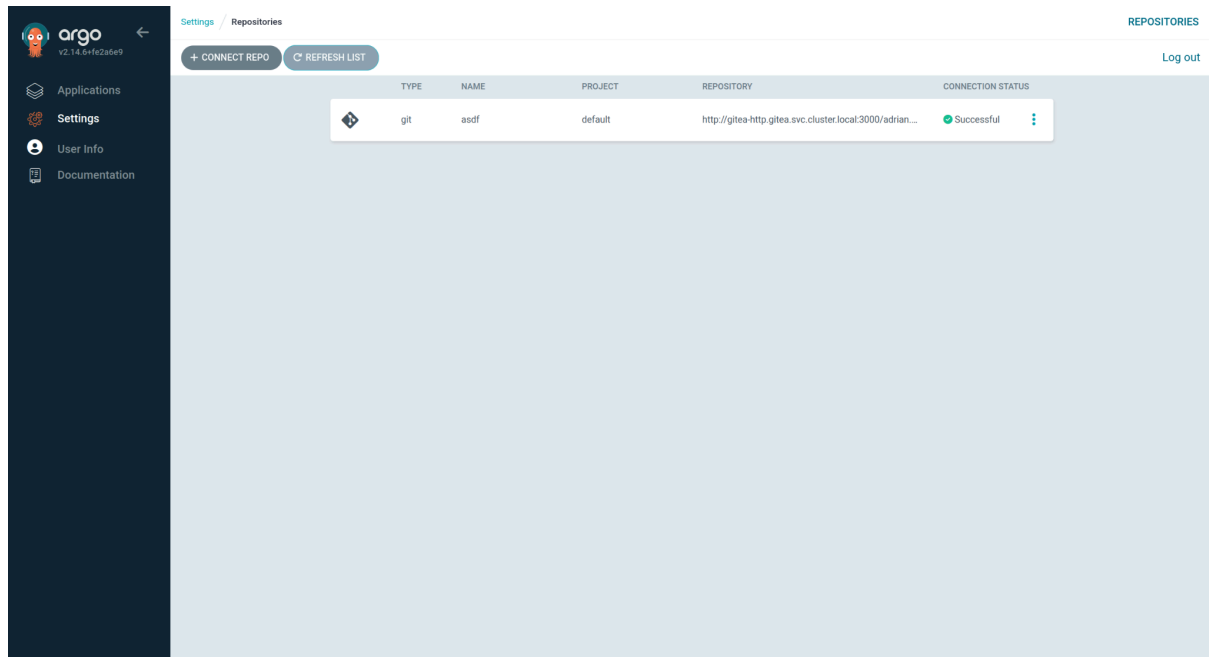 argo
v2.14.6+fe2a6e9
Applications
Settings
User Info
Documentation
Settings / Repositories
REPOSITORIES
+ CONNECT REPO
REFRESH LIST
Log out
TYPE NAME PROJECT REPOSITORY CONNECTION STATUS
git asdf default http://gitea-http.gitea.svc.cluster.local:3000/adrian.... Successful